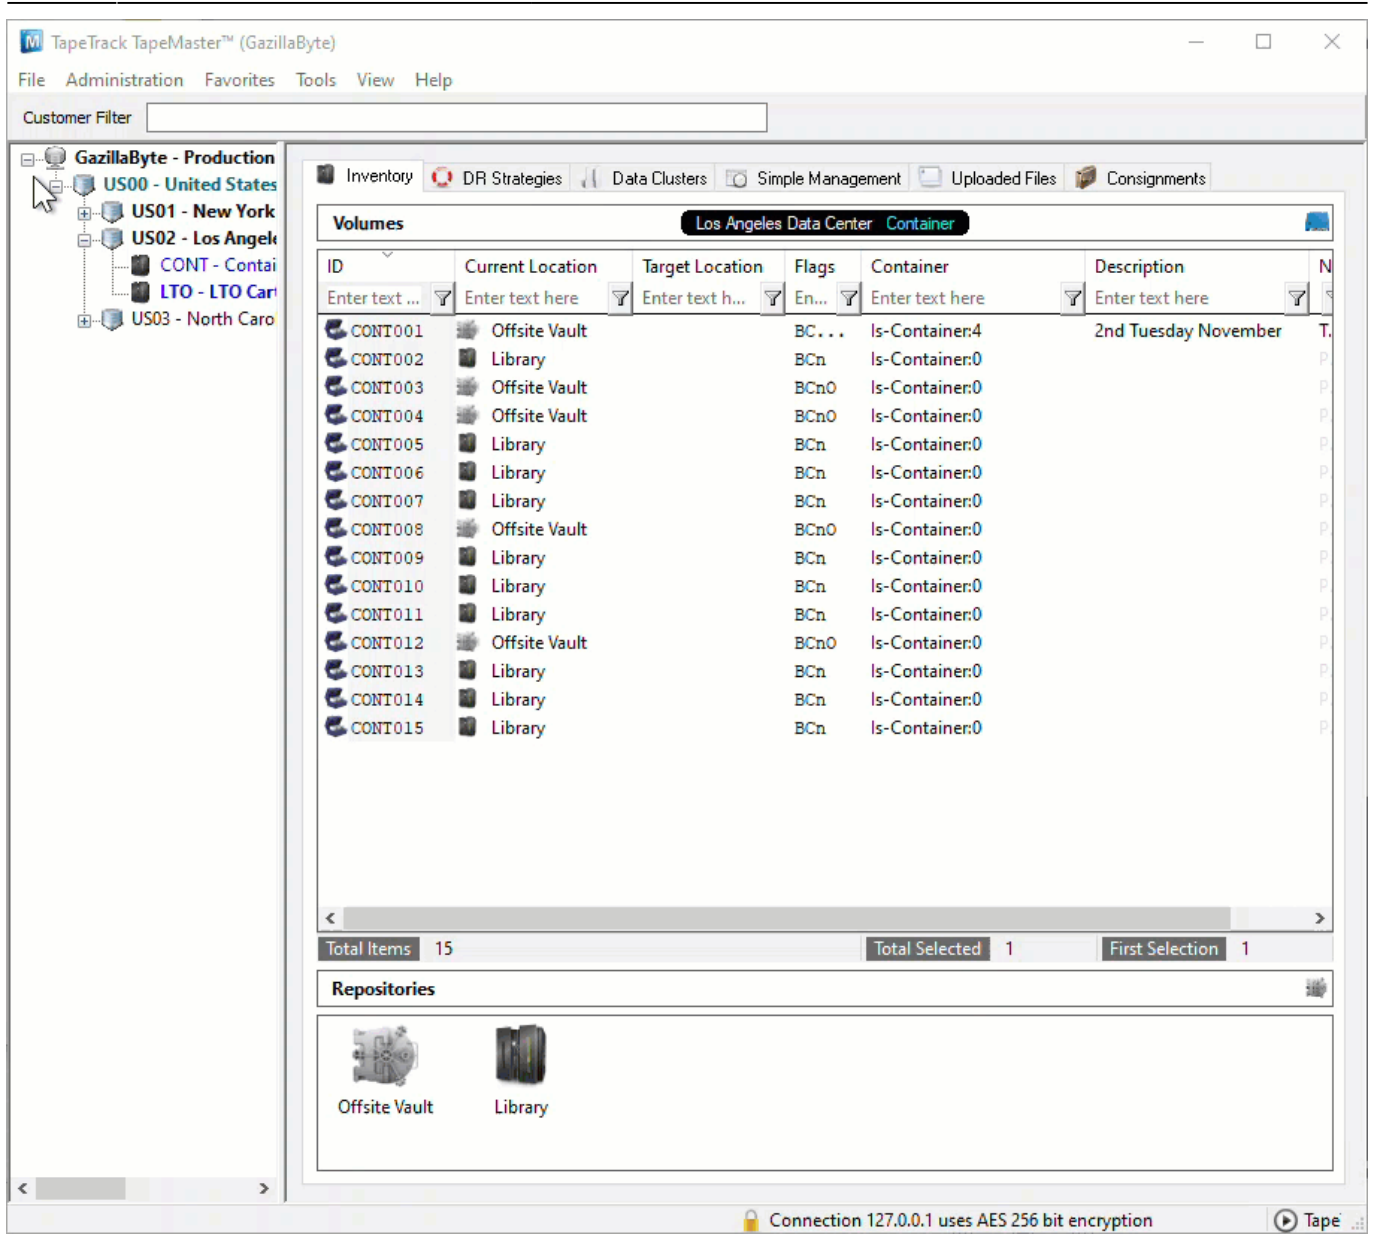 TapeTrack TapeMaster™ (GazillaByte)
File Administration Favorites Tools View Help
Customer Filter
GazillaByte - Production
US00 - United States
US01 - New York
US02 - Los Angele
CONT - Contai
LTO - LTO Cart
US03 - North Caro
Inventory DR Strategies Data Clusters Simple Management Uploaded Files Consignments
Volumes Los Angeles Data Center Container
ID Current Location Target Location Flags Container Description N
Enter text ... Enter text here Enter text h... En... Enter text here Enter text here
CONT001 Offsite Vault BC... Is-Container:4 2nd Tuesday November T.
CONT002 Library BCn Is-Container:0 P.
CONT003 Offsite Vault BCnO Is-Container:0 P.
CONT004 Offsite Vault BCnO Is-Container:0 P.
CONT005 Library BCn Is-Container:0 P.
CONT006 Library BCn Is-Container:0 P.
CONT007 Library BCn Is-Container:0 P.
CONT008 Offsite Vault BCnO Is-Container:0 P.
CONT009 Library BCn Is-Container:0 P.
CONT010 Library BCn Is-Container:0 P.
CONT011 Library BCn Is-Container:0 P.
CONT012 Offsite Vault BCnO Is-Container:0 P.
CONT013 Library BCn Is-Container:0 P.
CONT014 Library BCn Is-Container:0 P.
CONT015 Library BCn Is-Container:0 P.
Total Items 15 Total Selected 1 First Selection 1
Repositories
Offsite Vault Library
Connection 127.0.0.1 uses AES 256 bit encryption Tape